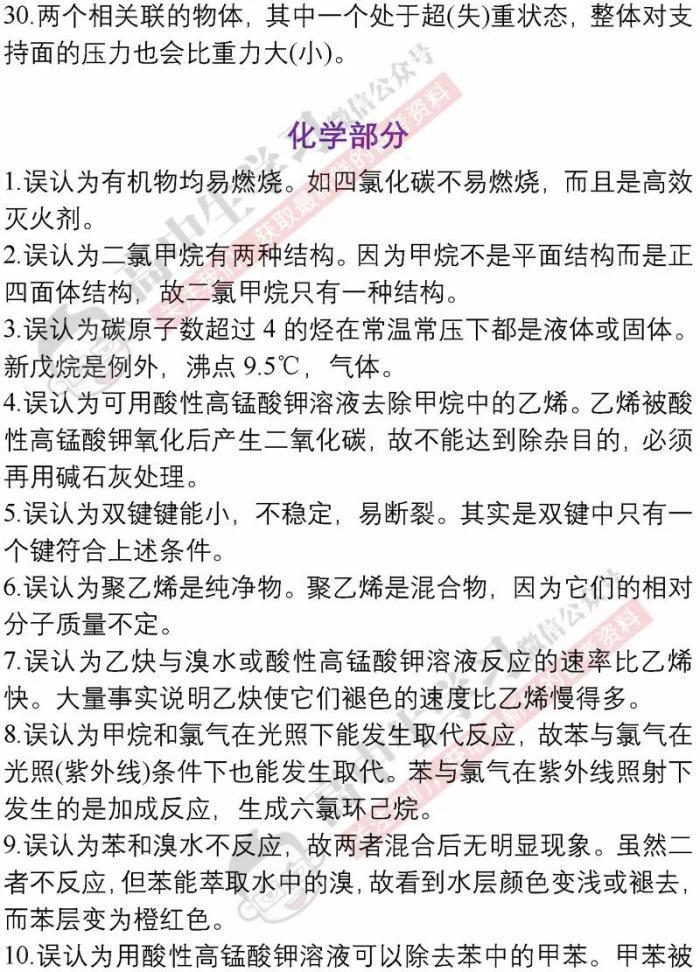 30.两个相关联的物体，其中一个处于超(失)重状态，整体对支
持面的压力也会比重力大(小)。
化学部分
1.误认为有机物均易燃烧。如四氯化碳不易燃烧，而且是高效
灭火剂。
2.误认为二氯甲烷有两种结构。因为甲烷不是平面结构而是正
四面体结构，故二氯甲烷只有一种结构。
3.误认为碳原子数超过 4 的烃在常温常压下都是液体或固体。
新戊烷是例外，沸点 9.5℃，气体。
4.误认为可用酸性高锰酸钾溶液去除甲烷中的乙烯。乙烯被酸
性高锰酸钾氧化后产生二氧化碳，故不能达到除杂目的，必须
再用碱石灰处理。
5.误认为双键键能小，不稳定，易断裂。其实是双键中只有一
个键符合上述条件。
6.误认为聚乙烯是纯净物。聚乙烯是混合物，因为它们的相对
分子质量不定。
7.误认为乙炔与溴水或酸性高锰酸钾溶液反应的速率比乙烯
快。大量事实说明乙炔使它们褪色的速度比乙烯慢得多。
8.误认为甲烷和氯气在光照下能发生取代反应，故苯与氯气在
光照(紫外线)条件下也能发生取代。苯与氯气在紫外线照射下
发生的是加成反应，生成六氯环己烷。
9.误认为苯和溴水不反应，故两者混合后无明显现象。虽然二
者不反应,但苯能萃取水中的溴,故看到水层颜色变浅或褪去,
而苯层变为橙红色。
10.误认为用酸性高锰酸钾溶液可以除去苯中的甲苯。甲苯被
高中生学习
微信公众号